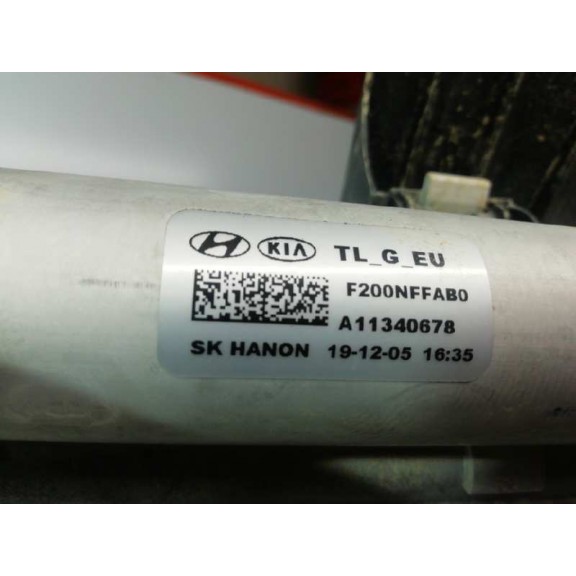 KIA TL_G_EU
F200NFFAB0
A11340678
SK HANON 19-12-05 16:35